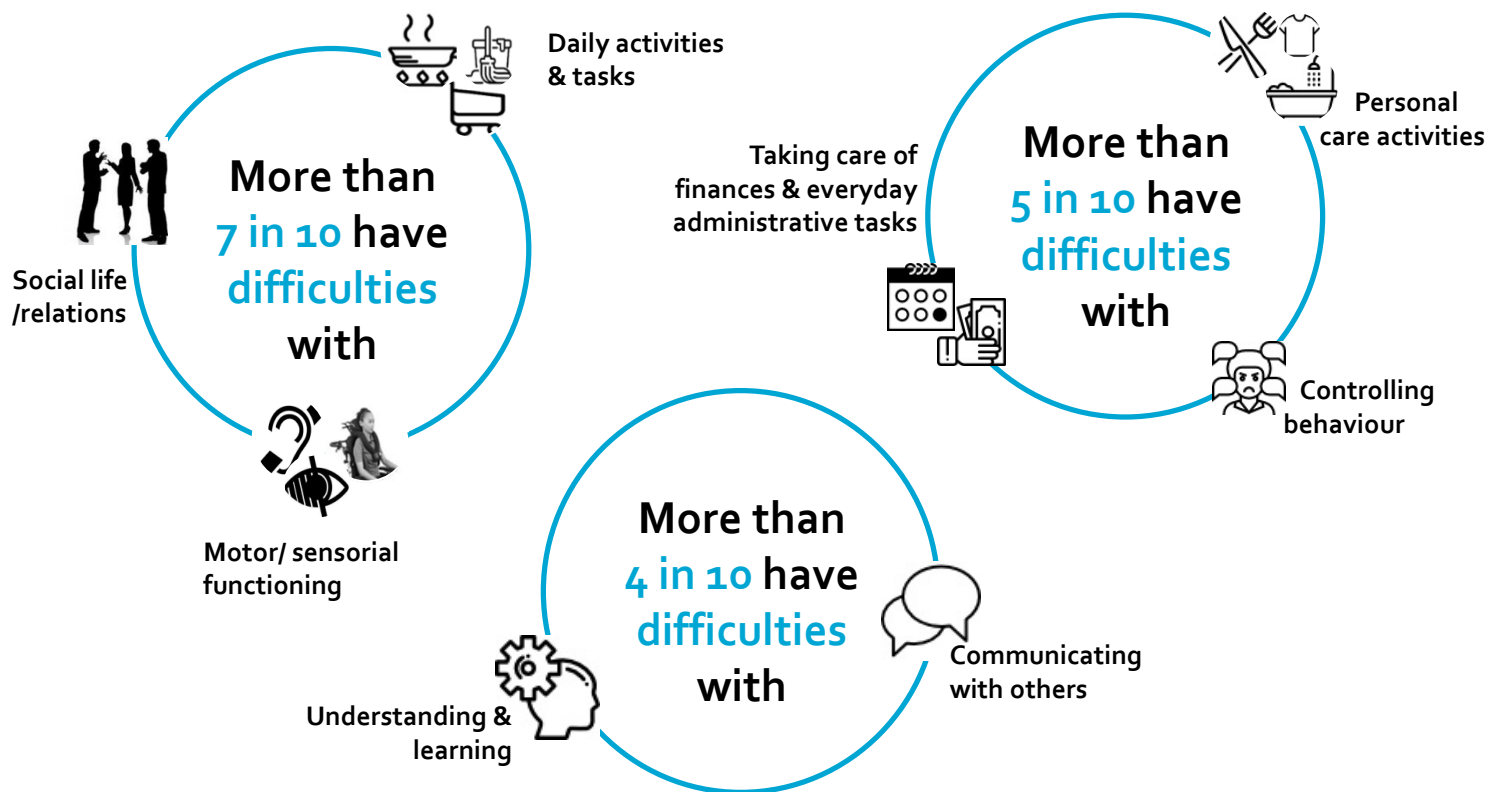 Daily activities
& tasks
More than
7 in 10 have
difficulties
with
Social life
/relations
Motor/ sensorial
functioning
Personal
care activities
Taking care of
finances & everyday
administrative tasks
More than
5 in 10 have
difficulties
with
Controlling
behaviour
More than
4 in 10 have
difficulties
with
Communicating
with others
Understanding &
learning